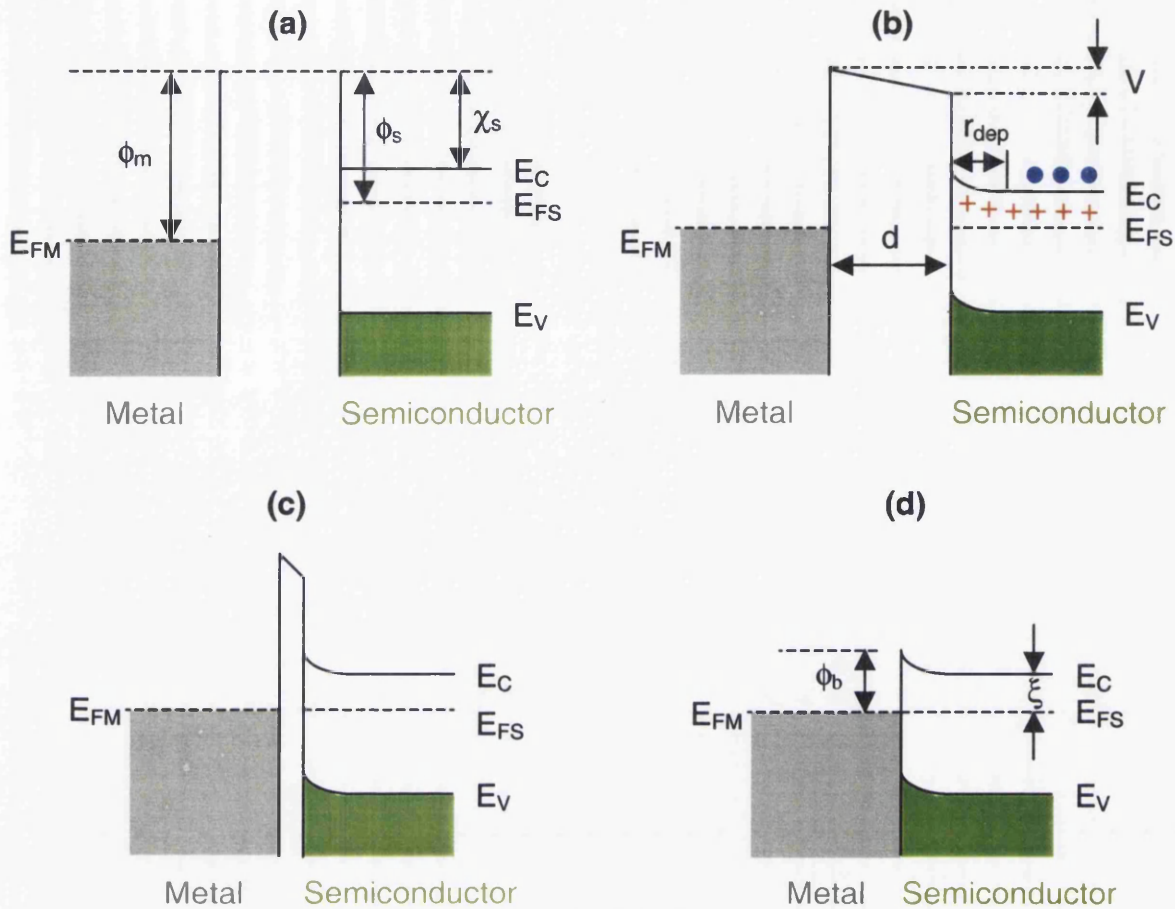 (a)
ϕm
ϕs
χs
EC
EFS
EFM
EV
Metal
Semiconductor
(b)
V
rdep
EC
+ + + + + +
EFS
EFM
d
EV
Metal
Semiconductor
(c)
EC
EFM
EFS
EV
Metal
Semiconductor
(d)
ϕb
EC
ξ
EFM
EFS
EV
Metal
Semiconductor